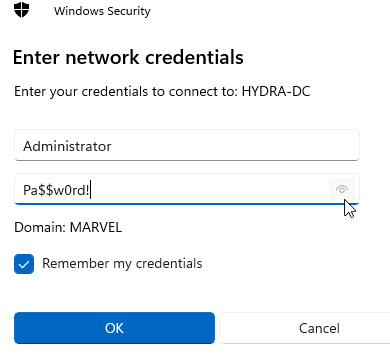 Windows Security
Enter network credentials
Enter your credentials to connect to: HYDRA-DC
Administrator
Pa$$w0rd!
Domain: MARVEL
Remember my credentials
OK
Cancel